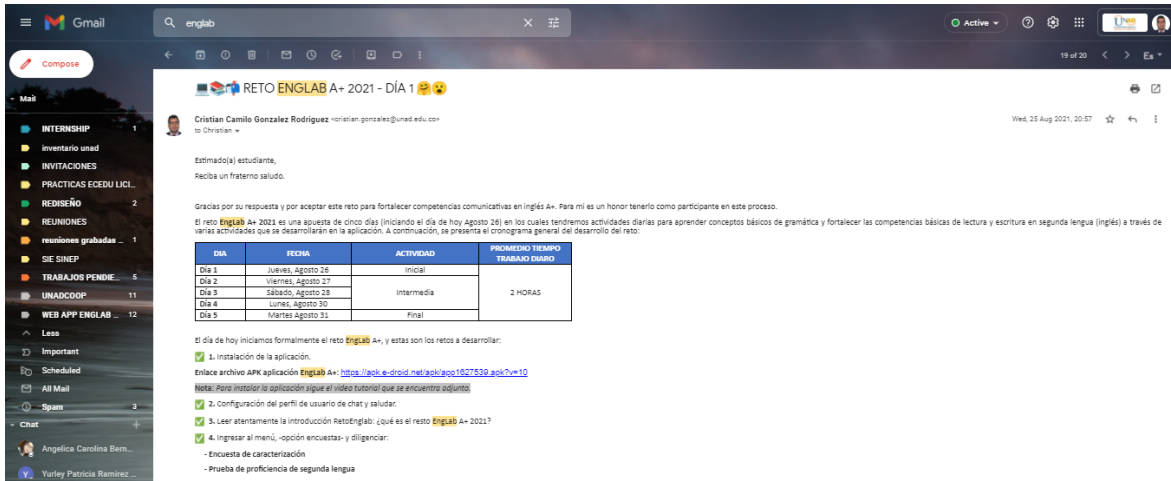 Gmail
englab
Active
UNAD
Compose
19 of 20
Es
Mail
RETO ENGLAB A+ 2021 - DÍA 1
INTERNSHIP 1
inventario unad
INVITACIONES
PRACTICAS ECEDU LICI...
REDISEÑO 2
REUNIONES
reuniones grabadas ... 1
SIE SINEP
TRABAJOS PENDIE... 5
UNADCOOP 11
WEB APP ENGLAB ... 12
Less
Important
Scheduled
All Mail
Spam 3
Chat
Angelica Carolina Bern...
Yurley Patricia Ramirez ...
Cristian Camilo Gonzalez Rodriguez <cristian.gonzalez@unad.edu.co>
Wed, 25 Aug 2021, 20:57
to Christian
Estimado(a) estudiante,
Reciba un fraterno saludo.
Gracias por su respuesta y por aceptar este reto para fortalecer competencias comunicativas en inglés A+. Para mi es un honor tenerlo como participante en este proceso.
El reto EngLab A+ 2021 es una apuesta de cinco días (iniciando el día de hoy Agosto 26) en los cuales tendremos actividades diarias para aprender conceptos básicos de gramática y fortalecer las competencias básicas de lectura y escritura en segunda lengua (inglés) a través de
varias actividades que se desarrollarán en la aplicación. A continuación, se presenta el cronograma general del desarrollo del reto:
DIA FECHA ACTIVIDAD PROMEDIO TIEMPO TRABAJO DIARO
Día 1 Jueves, Agosto 26 Inicial
Día 2 Viernes, Agosto 27
Día 3 Sábado, Agosto 28 Intermedia 2 HORAS
Día 4 Lunes, Agosto 30
Día 5 Martes Agosto 31 Final
El día de hoy iniciamos formalmente el reto EngLab A+, y estas son los retos a desarrollar:
1. Instalación de la aplicación.
Enlace archivo APK aplicación EngLab A+: https://apk.e-droid.net/apk/app1627539.apk?v=10
Nota: Para instalar la aplicación sigue el video tutorial que se encuentra adjunto.
2. Configuración del perfil de usuario de chat y saludar.
3. Leer atentamente la introducción RetoEnglab: ¿qué es el resto EngLab A+ 2021?
4. Ingresar al menú, -opción encuestas- y diligenciar:
- Encuesta de caracterización
- Prueba de proficiencia de segunda lengua